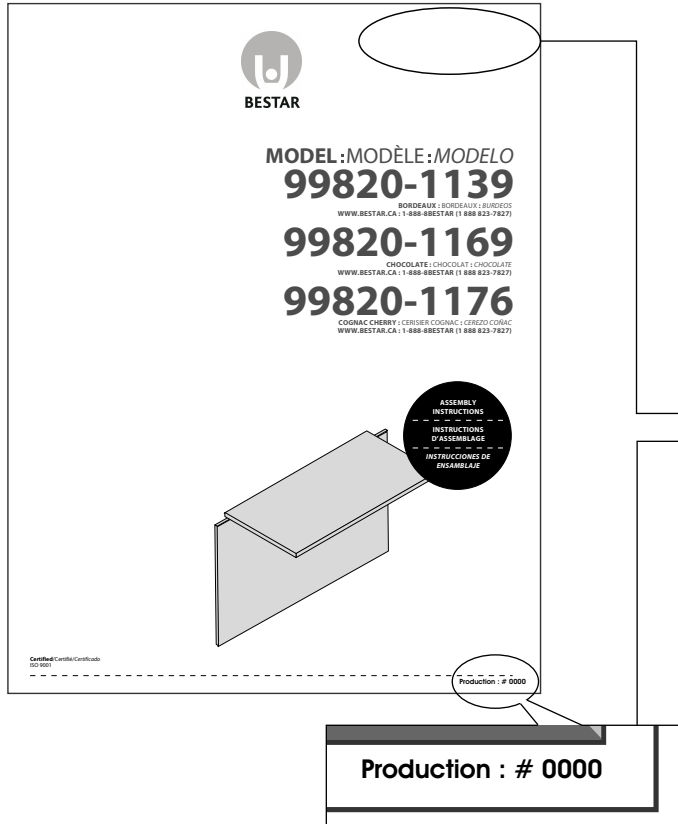 BESTAR
MODEL : MODÈLE : MODELO
99820-1139
BORDEAUX : BORDEAUX : BURDEOS
WWW.BESTAR.CA : 1-888-8BESTAR (1 888 823-7827)
99820-1169
CHOCOLATE : CHOCOLAT : CHOCOLATE
WWW.BESTAR.CA : 1-888-8BESTAR (1 888 823-7827)
99820-1176
COGNAC CHERRY : CERISIER COGNAC : CEREZO COÑAC
WWW.BESTAR.CA : 1-888-8BESTAR (1 888 823-7827)
ASSEMBLY
INSTRUCTIONS
INSTRUCTIONS
D'ASSEMBLAGE
INSTRUCCIONES DE
ENSAMBLAJE
Certified/Certifié/Certificado
ISO 9001
Production : # 0000
Production : # 0000